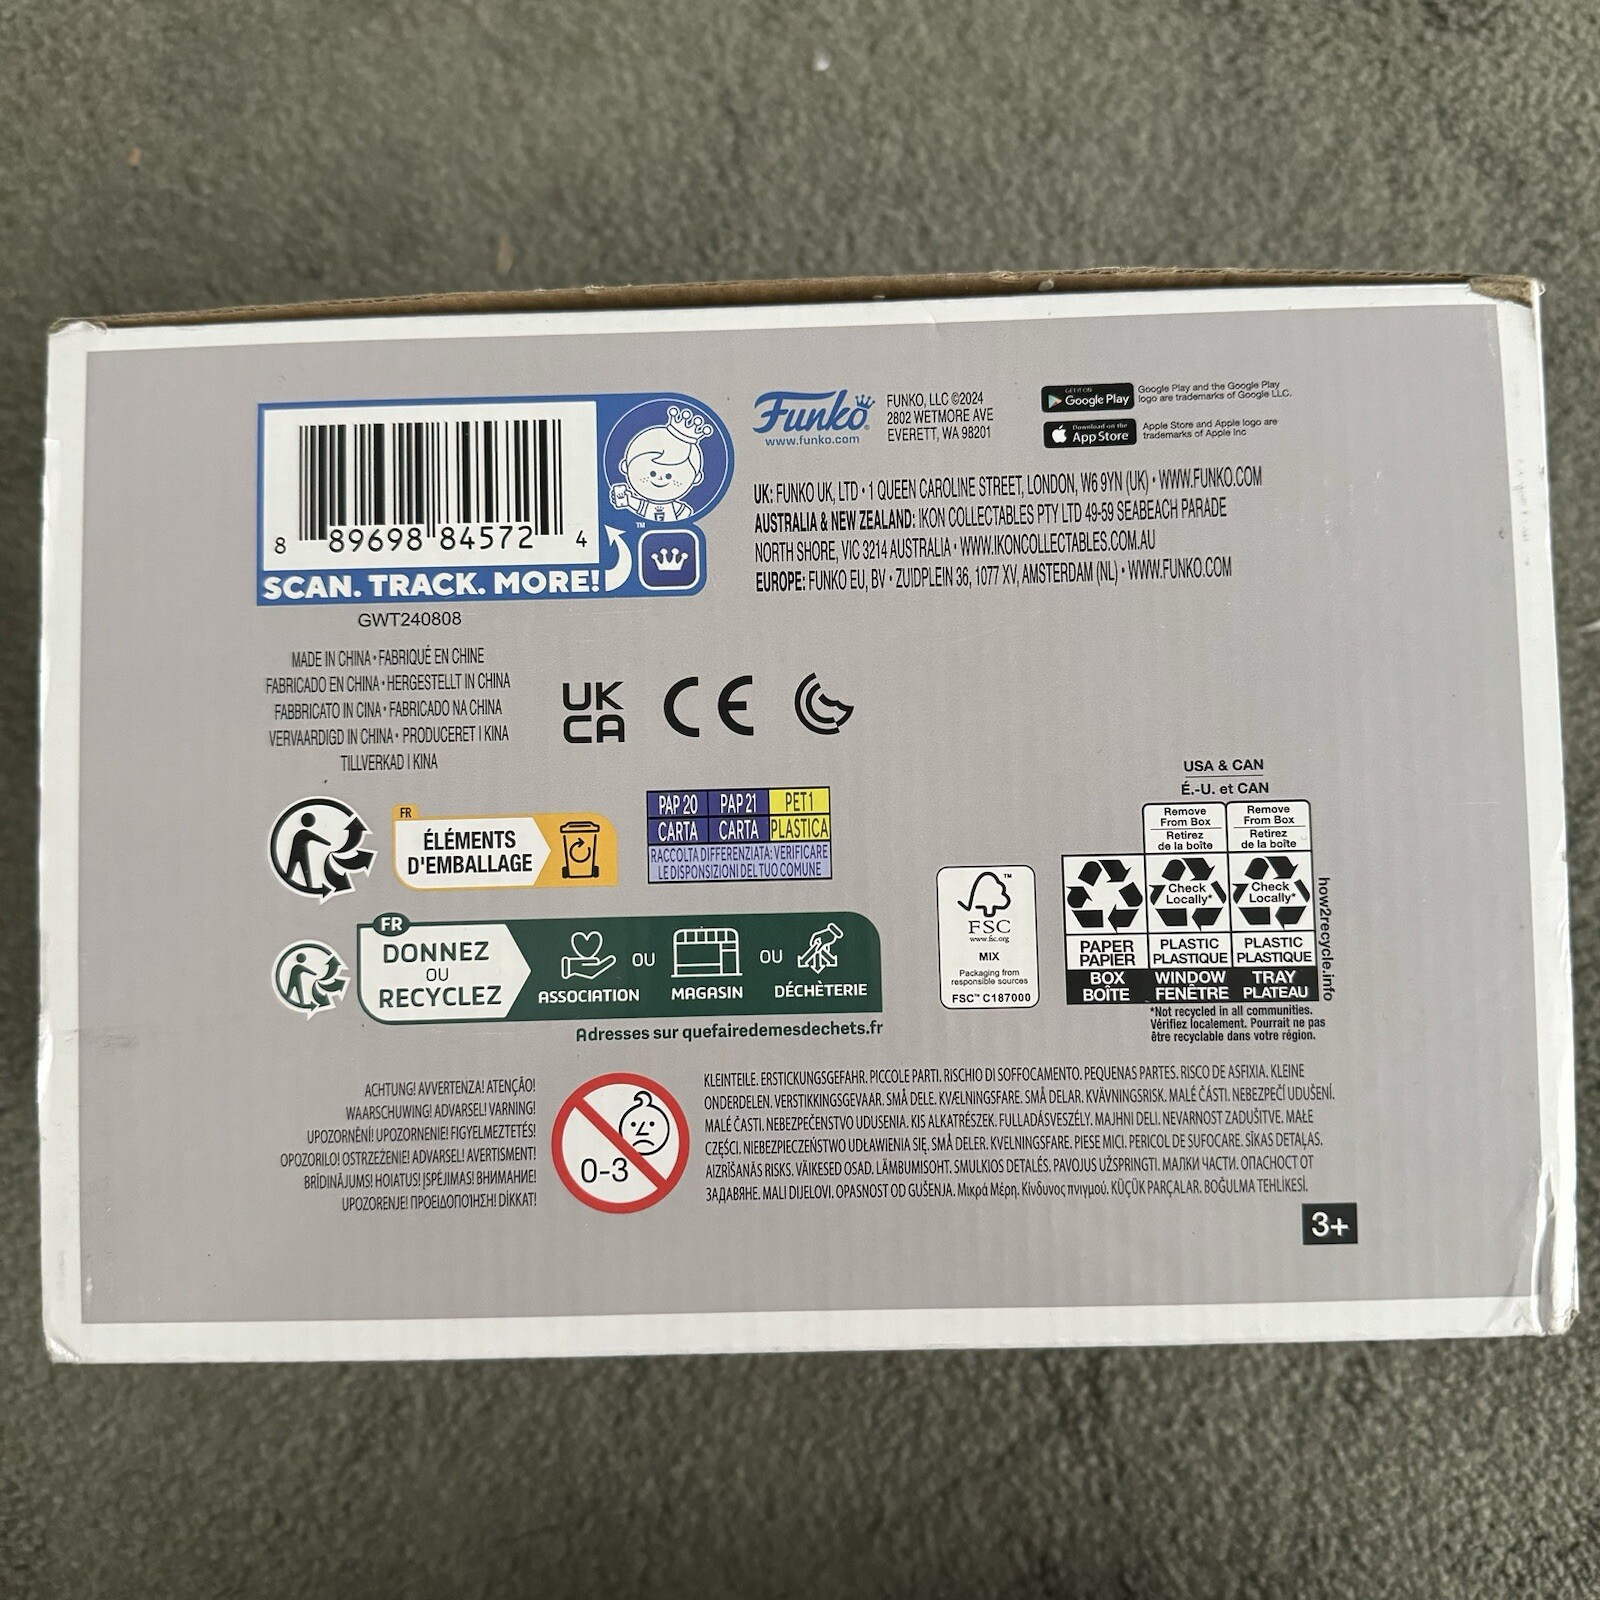 8 89698 84572 4
SCAN. TRACK. MORE!
™
GWT240808
Funko®
www.funko.com
FUNKO, LLC ©2024
2802 WETMORE AVE
EVERETT, WA 98201
GET IT ON
Google Play
Google Play and the Google Play
logo are trademarks of Google LLC.
Download on the
App Store
Apple Store and Apple logo are
trademarks of Apple Inc
UK: FUNKO UK, LTD • 1 QUEEN CAROLINE STREET, LONDON, W6 9YN (UK) • WWW.FUNKO.COM
AUSTRALIA & NEW ZEALAND: IKON COLLECTABLES PTY LTD 49-59 SEABEACH PARADE
NORTH SHORE, VIC 3214 AUSTRALIA • WWW.IKONCOLLECTABLES.COM.AU
EUROPE: FUNKO EU, BV • ZUIDPLEIN 36, 1077 XV, AMSTERDAM (NL) • WWW.FUNKO.COM
MADE IN CHINA • FABRIQUÉ EN CHINE
FABRICADO EN CHINA • HERGESTELLT IN CHINA
FABBRICATO IN CINA • FABRICADO NA CHINA
VERVAARDIGD IN CHINA • PRODUCERET I KINA
TILLVERKAD I KINA
UK
CA
CE
FR
ÉLÉMENTS
D'EMBALLAGE
PAP 20 PAP 21 PET1
CARTA CARTA PLASTICA
RACCOLTA DIFFERENZIATA: VERIFICARE
LE DISPOSIZIONI DEL TUO COMUNE
FR
DONNEZ
OU
RECYCLEZ
ASSOCIATION OU MAGASIN OU DÉCHÈTERIE
Adresses sur quefairedemesdechets.fr
FSC
www.fsc.org
MIX
Packaging from
responsible sources
FSC™ C187000
USA & CAN
É.-U. et CAN
Remove
From Box
Retirez
de la boîte
Remove
From Box
Retirez
de la boîte
Check
Locally*
Check
Locally*
PAPER
PAPIER
PLASTIC
PLASTIQUE
PLASTIC
PLASTIQUE
BOX
BOÎTE
WINDOW
FENÊTRE
TRAY
PLATEAU
how2recycle.info
*Not recycled in all communities.
Vérifiez localement. Pourrait ne pas
être recyclable dans votre région.
ACHTUNG! AVVERTENZA! ATENÇÃO!
WAARSCHUWING! ADVARSEL! VARNING!
UPOZORNĚNÍ! UPOZORNENIE! FIGYELMEZTETÉS!
OPOZORILO! OSTRZEŻENIE! ADVARSEL! AVERTISMENT!
BRĪDINĀJUMS! HOIATUS! ĮSPĖJIMAS! ВНИМАНИЕ!
UPOZORENJE! ΠΡΟΕΙΔΟΠΟΙΗΣΗ! DİKKAT!
0-3
KLEINTEILE. ERSTICKUNGSGEFAHR. PICCOLE PARTI. RISCHIO DI SOFFOCAMENTO. PEQUENAS PARTES. RISCO DE ASFIXIA. KLEINE
ONDERDELEN. VERSTIKKINGSGEVAAR. SMÅ DELE. KVÆLNINGSFARE. SMÅ DELAR. KVÄVNINGSRISK. MALÉ ČÁSTI. NEBEZPEČÍ UDUŠENÍ.
MALÉ ČASTI. NEBEZPEČENSTVO UDUSENIA. KIS ALKATRÉSZEK. FULLADÁSVESZÉLY. MAJHNI DELI. NEVARNOST ZADUŠITVE. MAŁE
CZĘŚCI. NIEBEZPIECZEŃSTWO UDŁAWIENIA SIĘ. SMÅ DELER. KVELNINGSFARE. PIESE MICI. PERICOL DE SUFOCARE. SĪKAS DETAĻAS.
AIZRĪŠANĀS RISKS. VÄIKESED OSAD. LÄMBUMISOHT. SMULKIOS DETALĖS. PAVOJUS UŽSPRINGTI. МАЛКИ ЧАСТИ. ОПАСНОСТ ОТ
ЗАДАВЯНЕ. MALI DIJELOVI. OPASNOST OD GUŠENJA. Μικρά Μέρη. Κίνδυνος πνιγμού. KÜÇÜK PARÇALAR. BOĞULMA TEHLİKESİ.
3+